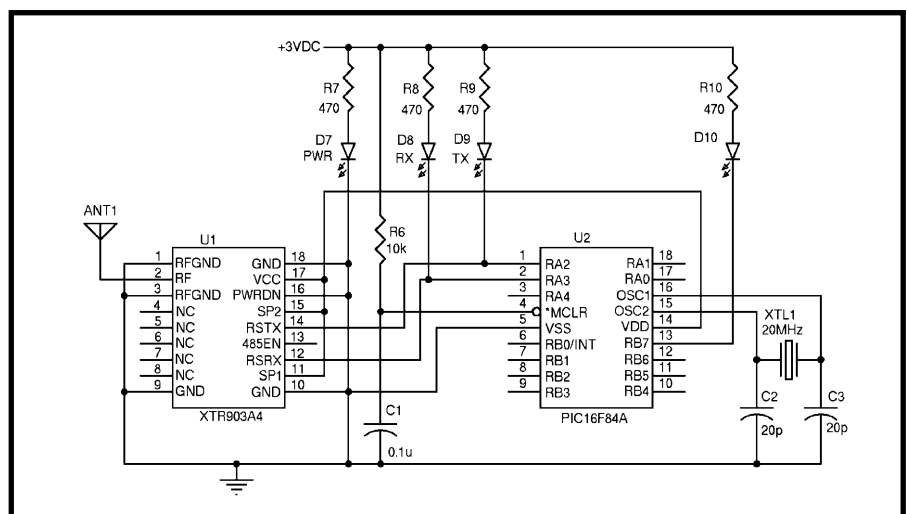 +3VDC
R7
470
R8
470
R9
470
R10
470
D7
PWR
D8
RX
D9
TX
D10
ANT1
R6
10k
U1
1 RFGND GND 18
2 RF VCC 17
3 RFGND PWRDN 16
4 NC SP2 15
5 NC RSTX 14
6 NC 485EN 13
7 NC RSRX 12
8 NC SP1 11
9 GND GND 10
XTR903A4
U2
1 RA2 RA1 18
2 RA3 RA0 17
3 RA4 OSC1 16
4 *MCLR OSC2 15
5 VSS VDD 14
6 RB0/INT RB7 13
7 RB1 RB6 12
8 RB2 RB5 11
9 RB3 RB4 10
PIC16F84A
XTL1
20MHz
C1
0.1u
C2
20p
C3
20p